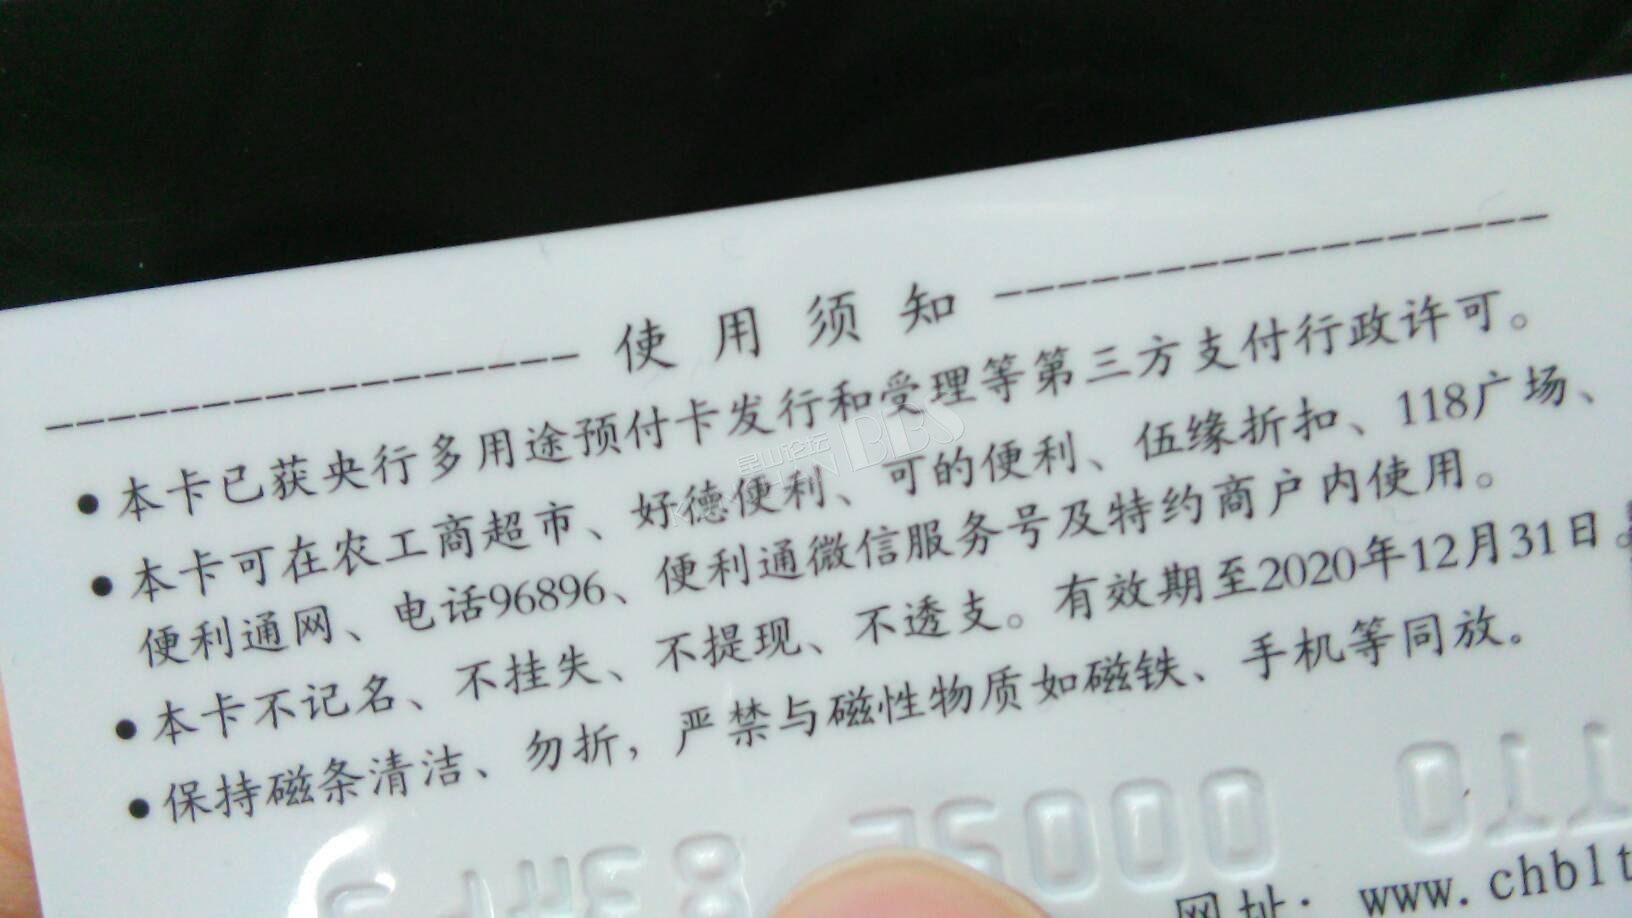 使用须知
●本卡已获央行多用途预付卡发行和受理等第三方支付行政许可。
●本卡可在农工商超市、好德便利、可的便利、伍缘折扣、118广场、
便利通网、电话96896、便利通微信服务号及特约商户内使用。
●本卡不记名、不挂失、不提现、不透支。有效期至2020年12月31日。
●保持磁条清洁、勿折，严禁与磁性物质如磁铁、手机等同放。
网址：www.chblt
昆山论坛
BBS